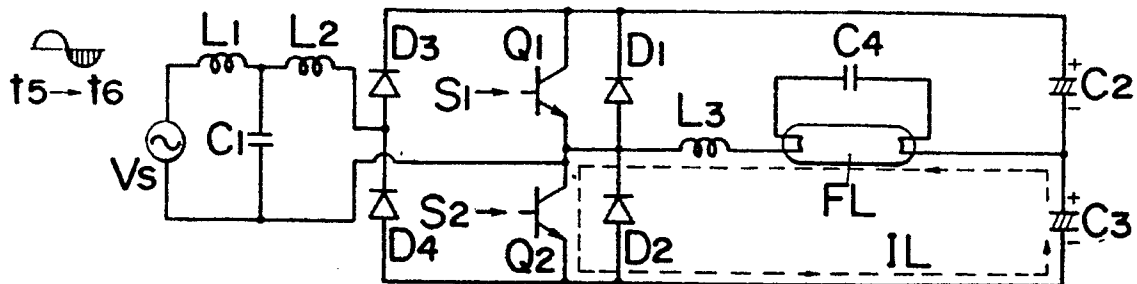 L1
L2
D3
Q1
D1
C4
C2
t5→t6
S1
L3
C1
Vs
FL
S2
D4
Q2
D2
IL
C3
+
-
+
-